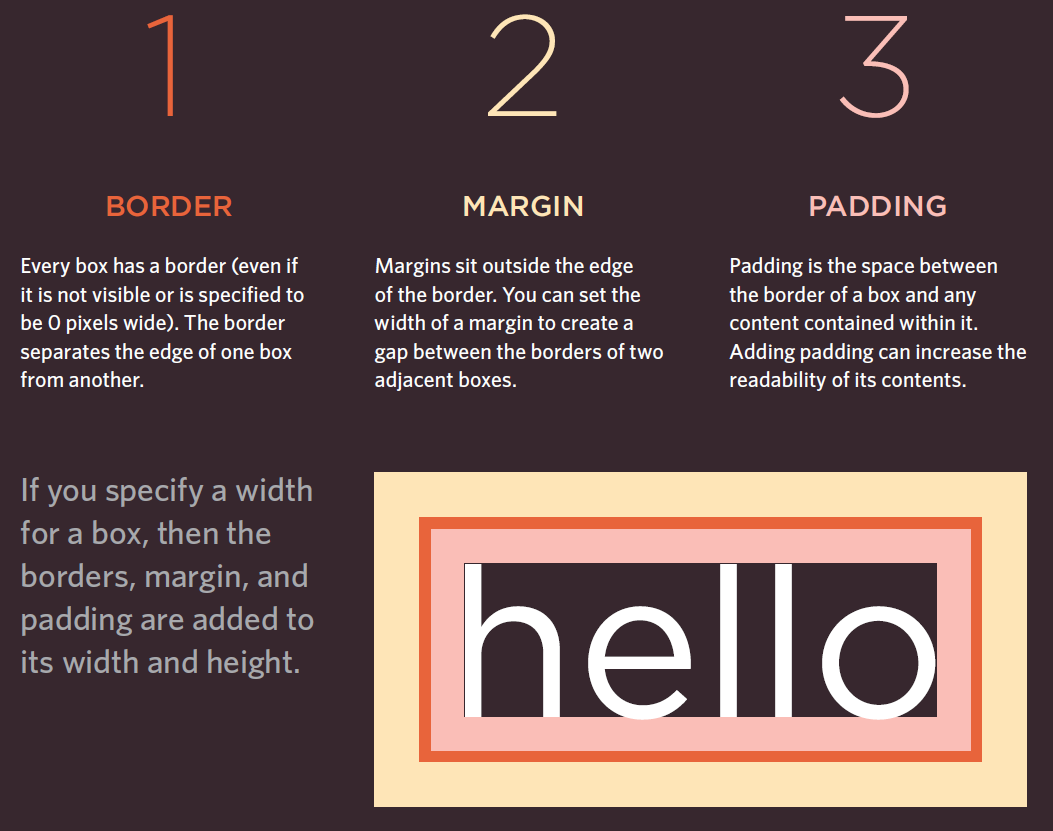 1
2
3
BORDER
MARGIN
PADDING
Every box has a border (even if
it is not visible or is specified to
be 0 pixels wide). The border
separates the edge of one box
from another.
Margins sit outside the edge
of the border. You can set the
width of a margin to create a
gap between the borders of two
adjacent boxes.
Padding is the space between
the border of a box and any
content contained within it.
Adding padding can increase the
readability of its contents.
If you specify a width
for a box, then the
borders, margin, and
padding are added to
its width and height.
hello